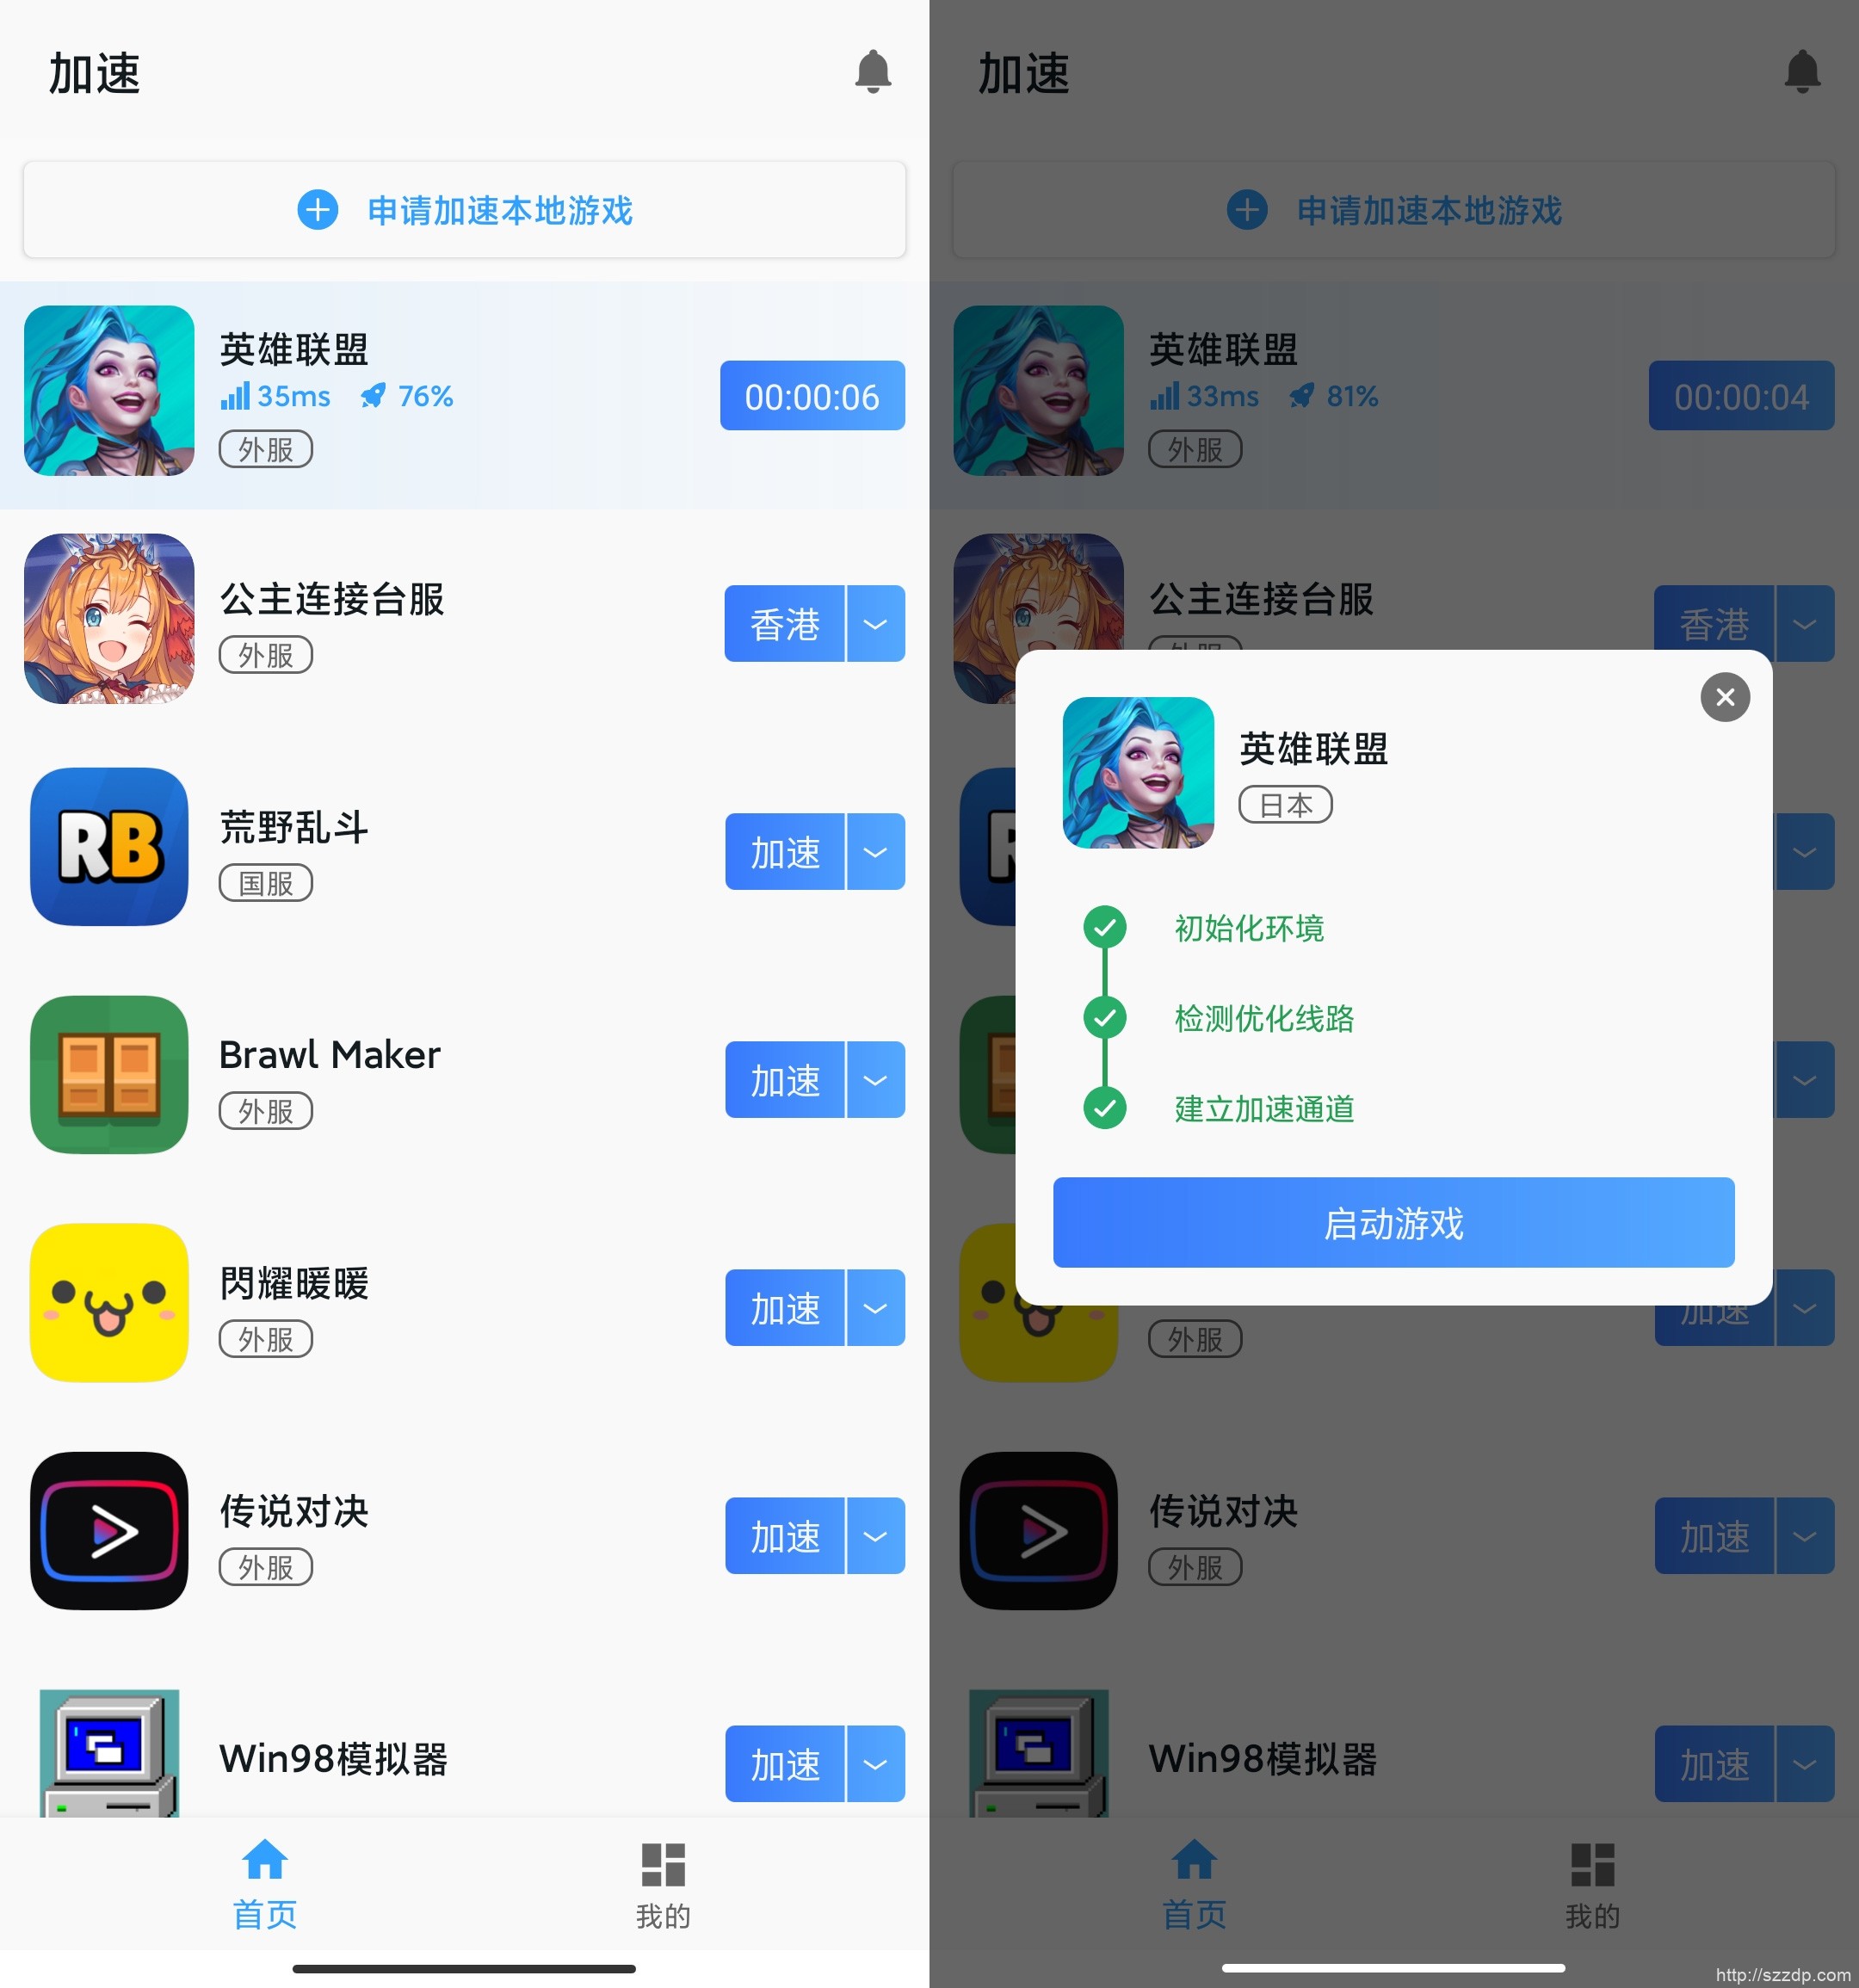 加速
申请加速本地游戏
英雄联盟
35ms 76%
外服
00:00:06
公主连接台服
外服
香港
RB
荒野乱斗
国服
加速
Brawl Maker
外服
加速
閃耀暖暖
外服
加速
传说对决
外服
加速
Win98模拟器
加速
首页
我的
加速
申请加速本地游戏
英雄联盟
33ms 81%
外服
00:00:04
公主连接台服
外服
香港
英雄联盟
日本
初始化环境
检测优化线路
建立加速通道
启动游戏
加速
外服
传说对决
外服
加速
Win98模拟器
加速
首页
我的
http://szzdp.com